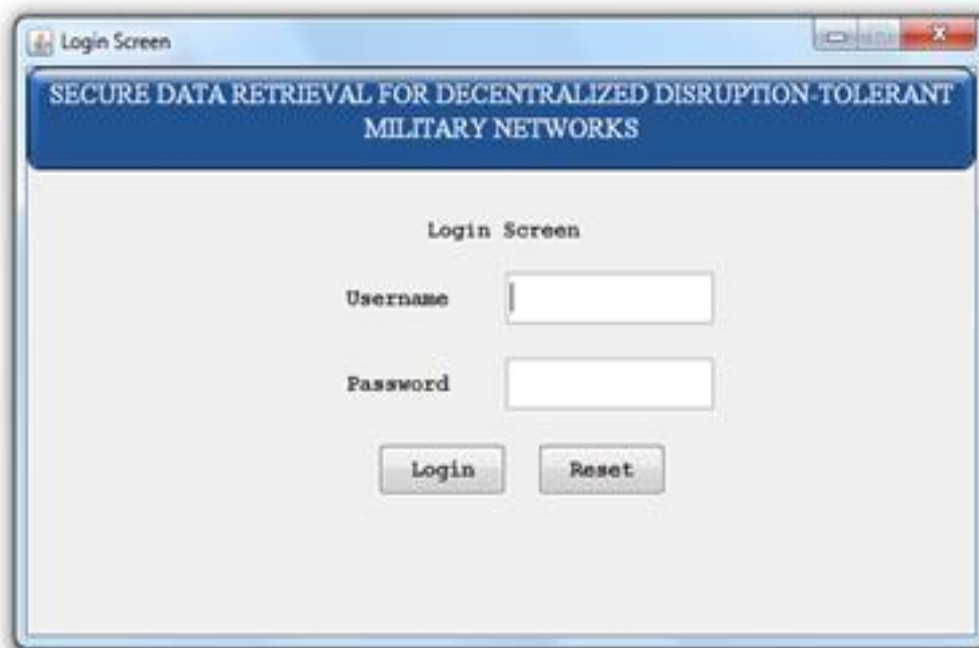 Login Screen
SECURE DATA RETRIEVAL FOR DECENTRALIZED DISRUPTION-TOLERANT
MILITARY NETWORKS
Login Screen
Username
Password
Login Reset